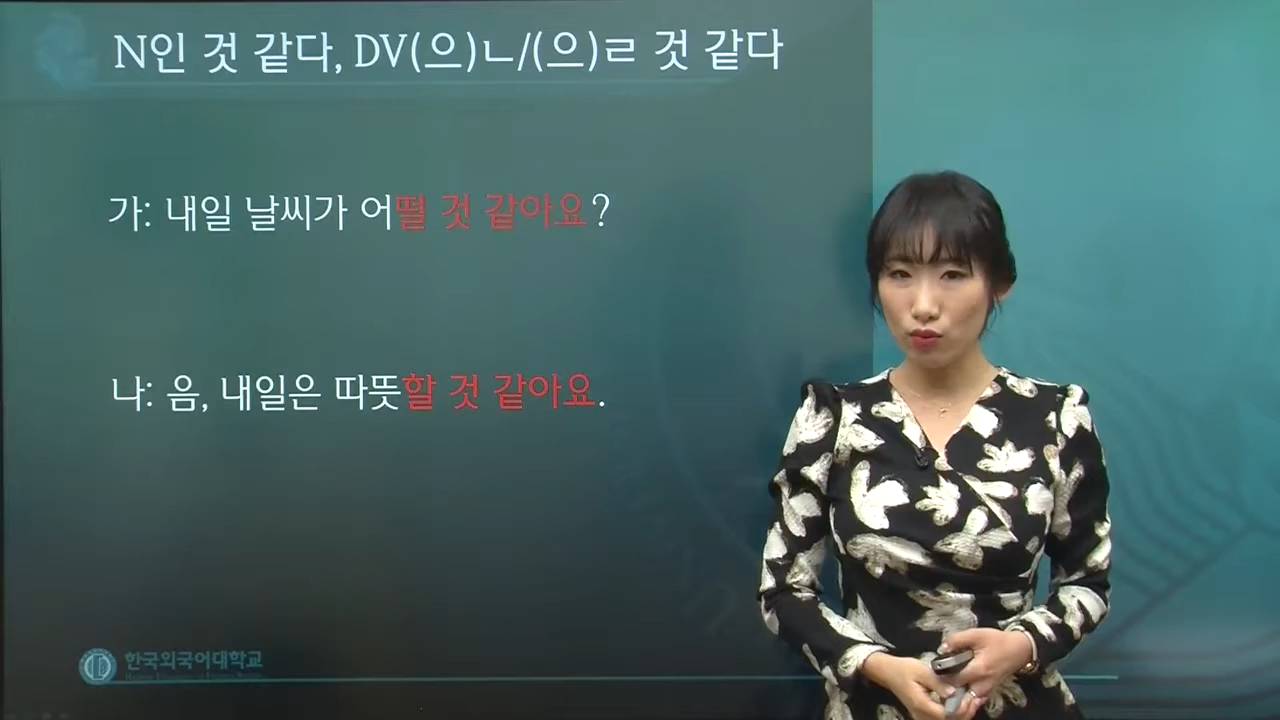 N인 것 같다, DV(으)ㄴ/(으)ㄹ 것 같다
가: 내일 날씨가 어떨 것 같아요?
나: 음, 내일은 따뜻할 것 같아요.
한국외국어대학교